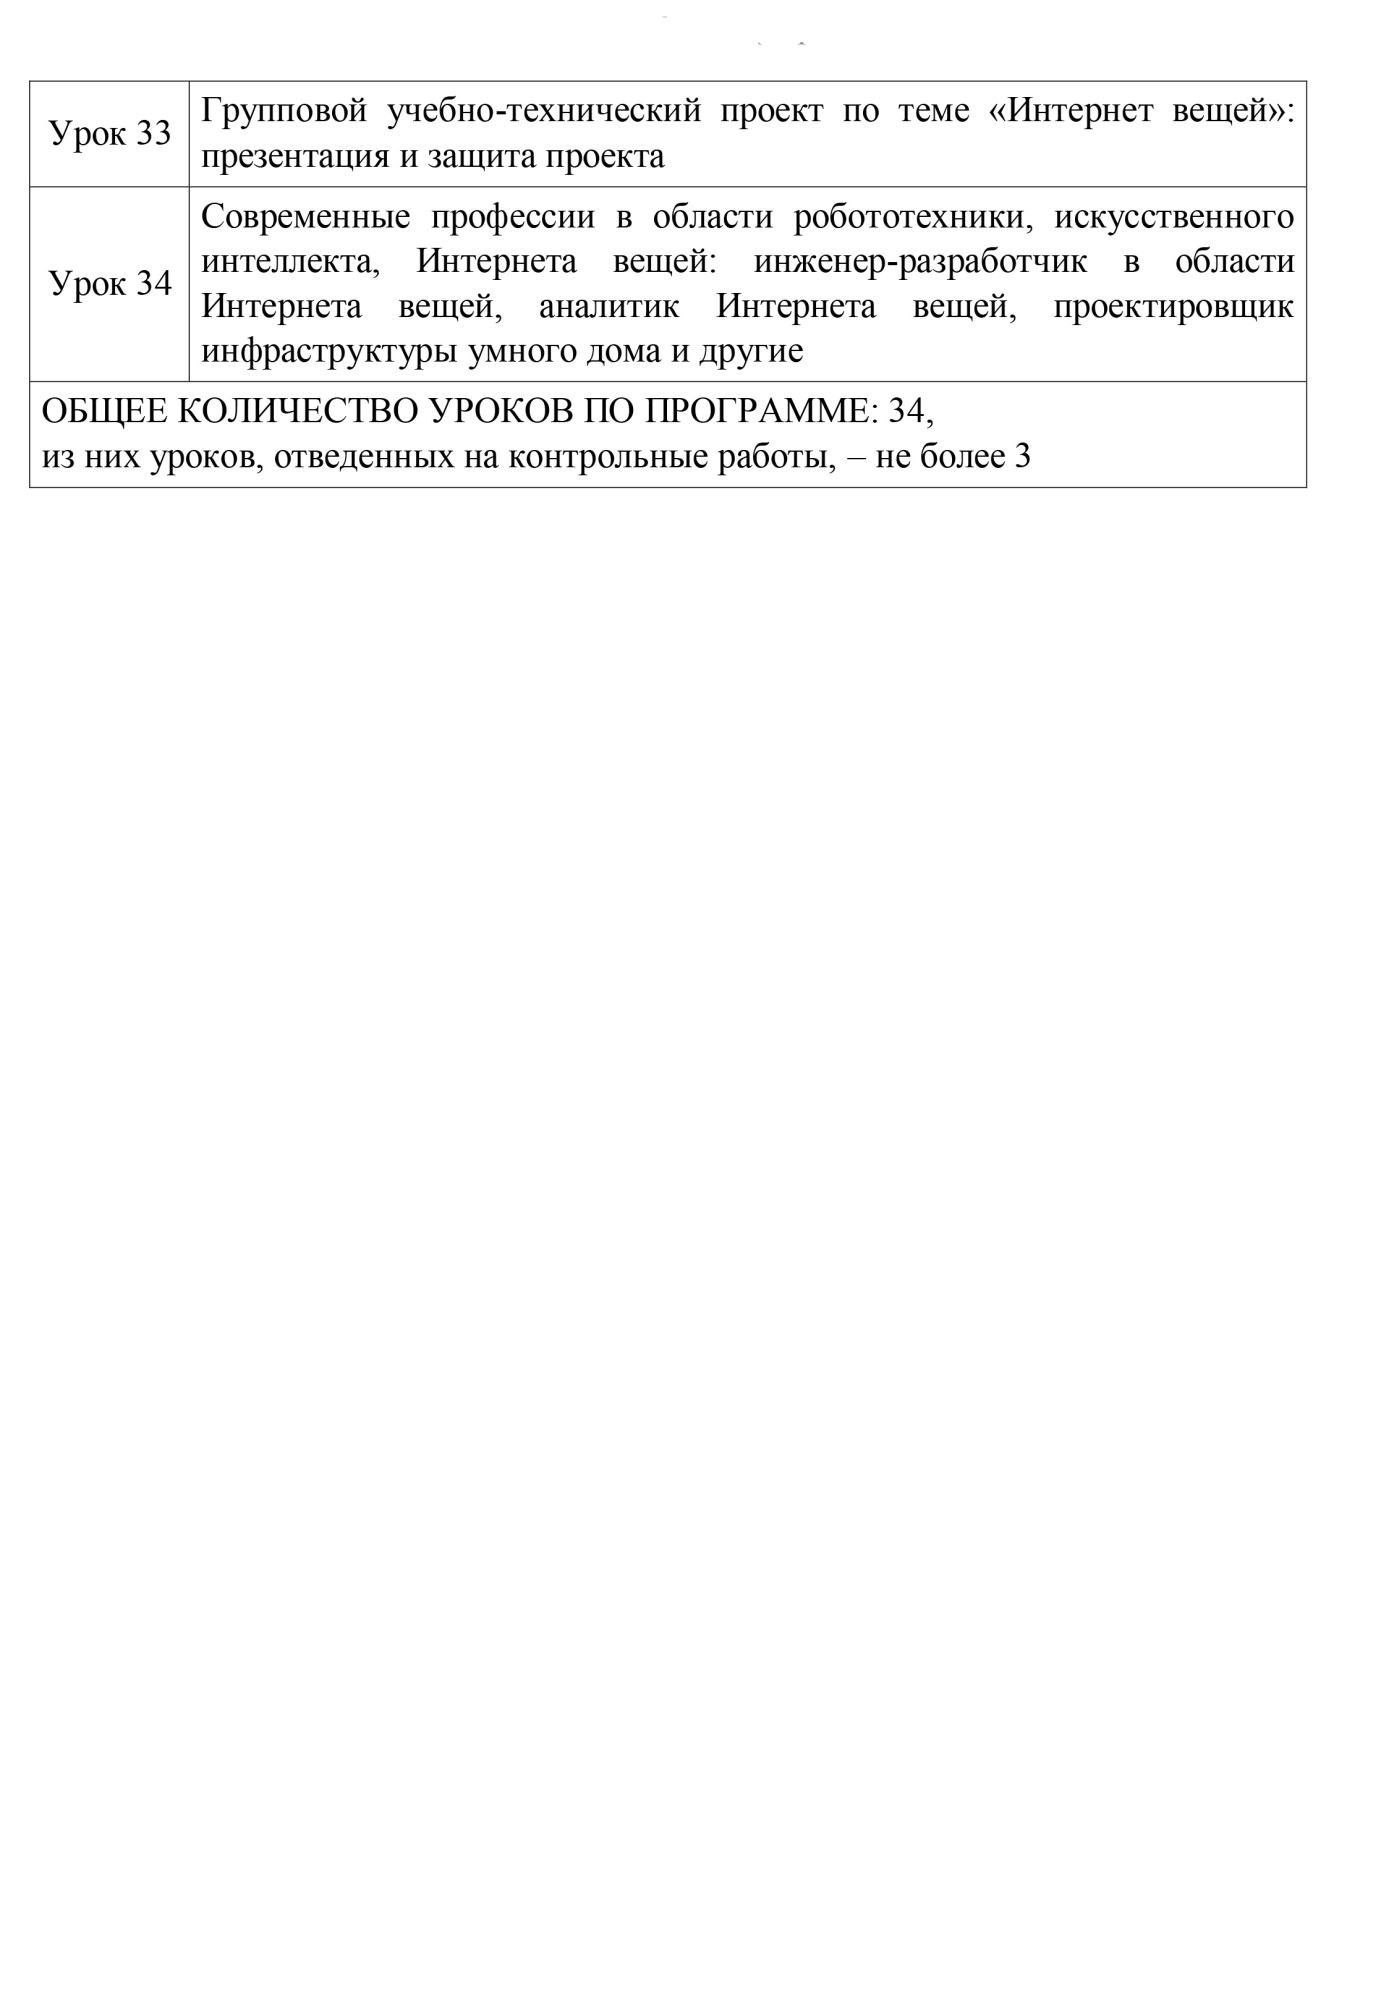 Урок 33
Групповой учебно-технический проект по теме «Интернет вещей»:
презентация и защита проекта
Урок 34
Современные профессии в области робототехники, искусственного
интеллекта, Интернета вещей: инженер-разработчик в области
Интернета вещей, аналитик Интернета вещей, проектировщик
инфраструктуры умного дома и другие
ОБЩЕЕ КОЛИЧЕСТВО УРОКОВ ПО ПРОГРАММЕ: 34,
из них уроков, отведенных на контрольные работы, – не более 3